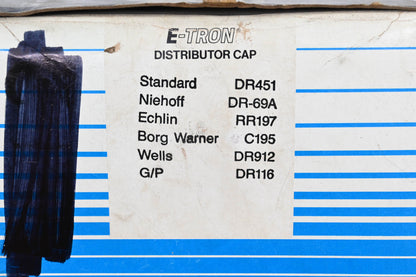 E-TRON
DISTRIBUTOR CAP
Standard DR451
Niehoff DR-69A
Echlin RR197
Borg Warner C195
Wells DR912
G/P DR116